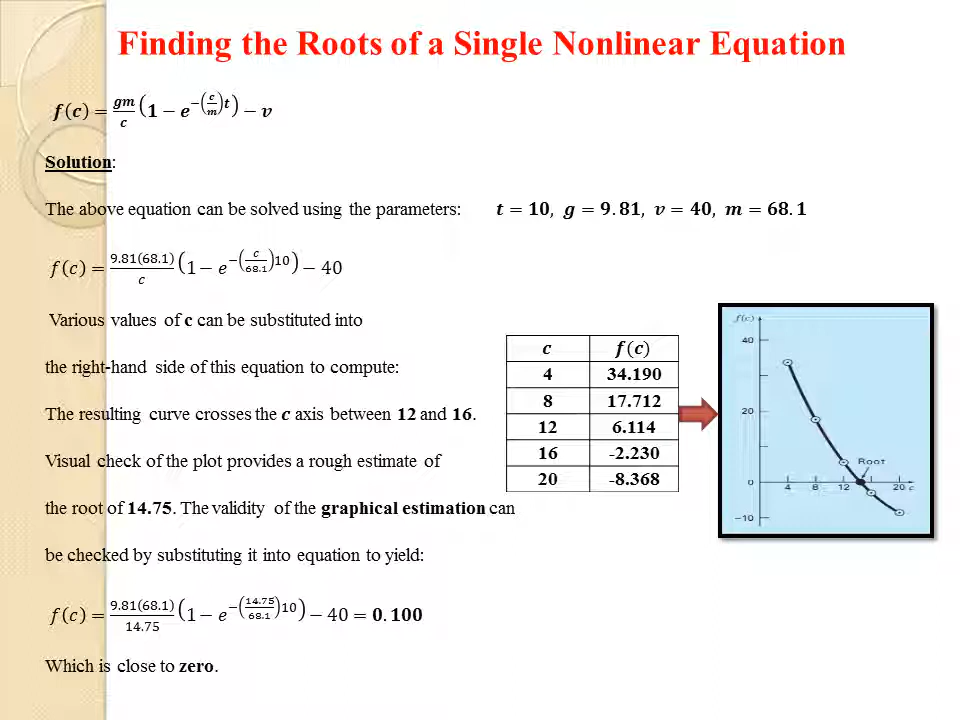 Finding the Roots of a Single Nonlinear Equation
f(c) = gm/c (1 − e^−(c/m)t) − v
Solution:
The above equation can be solved using the parameters: t = 10, g = 9.81, v = 40, m = 68.1
f(c) = 9.81(68.1)/c (1 − e^−(c/68.1)10) − 40
Various values of c can be substituted into
the right-hand side of this equation to compute:
The resulting curve crosses the c axis between 12 and 16.
Visual check of the plot provides a rough estimate of
the root of 14.75. The validity of the graphical estimation can
be checked by substituting it into equation to yield:
f(c) = 9.81(68.1)/14.75 (1 − e^−(14.75/68.1)10) − 40 = 0.100
Which is close to zero.
c f(c)
4 34.190
8 17.712
12 6.114
16 -2.230
20 -8.368
f(c)
40
20
0
−10
Root
4 8 12 20 c